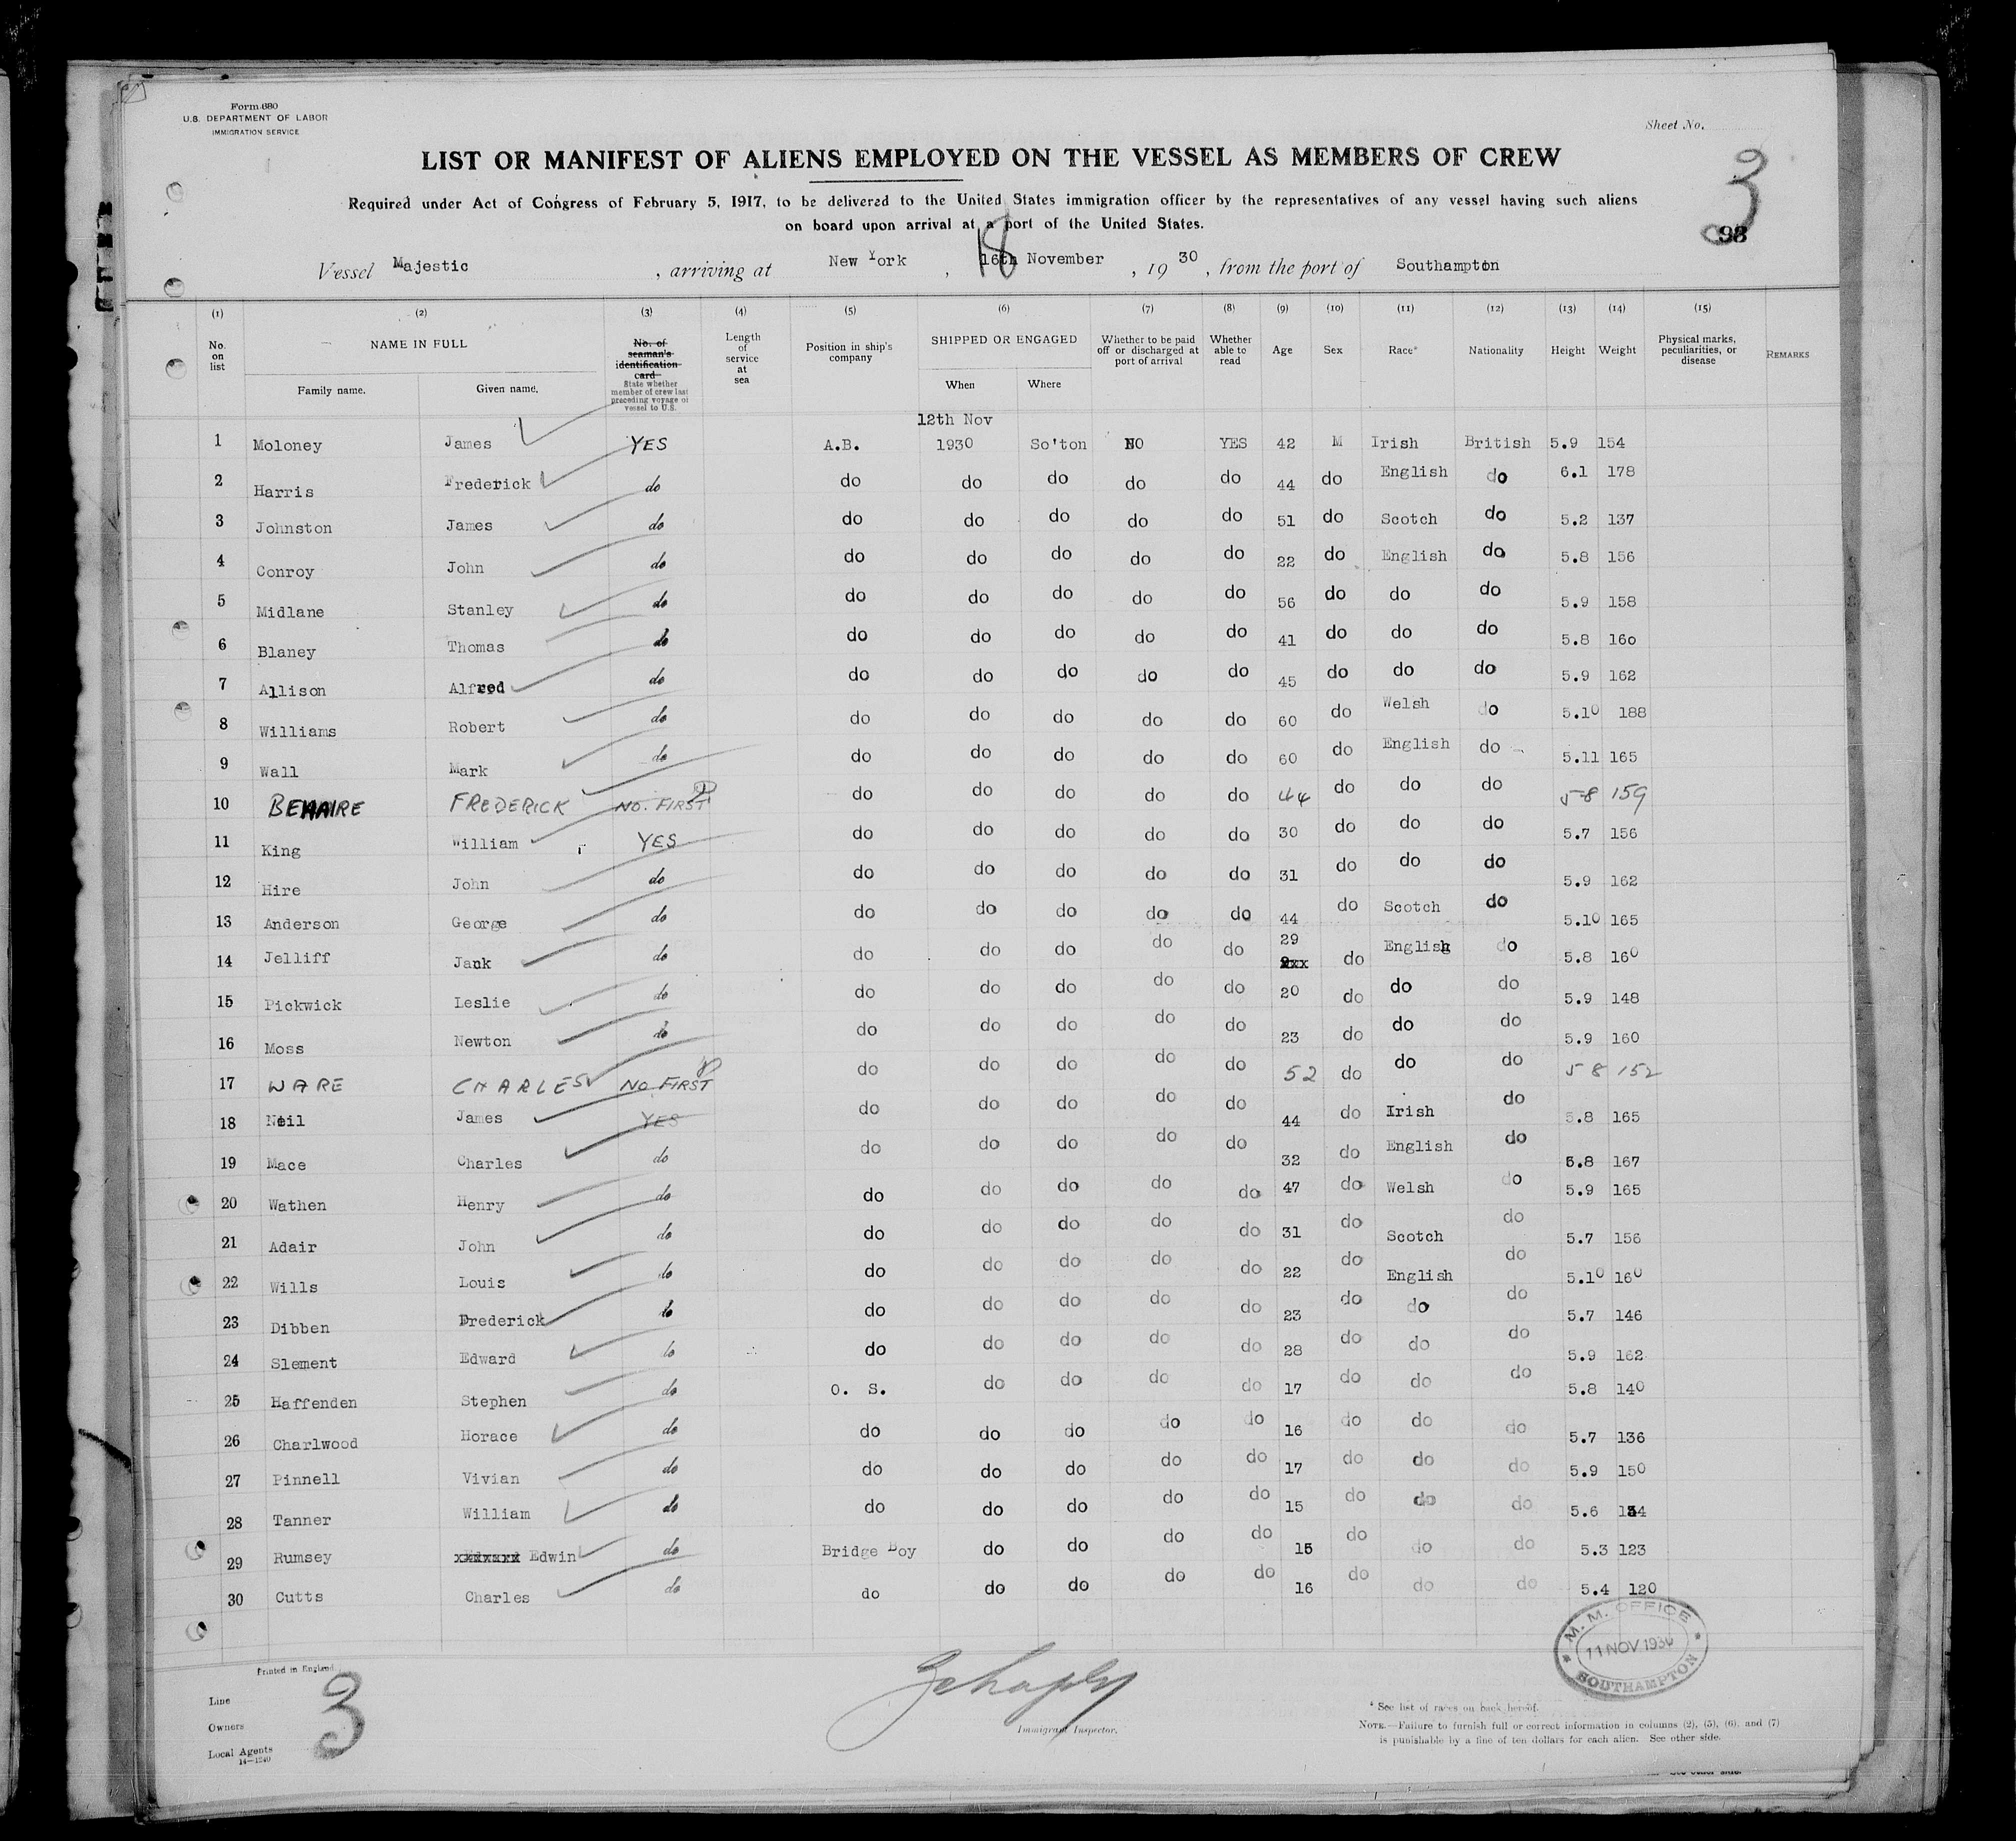 Form 680
U.S. DEPARTMENT OF LABOR
IMMIGRATION SERVICE
Sheet No.
LIST OR MANIFEST OF ALIENS EMPLOYED ON THE VESSEL AS MEMBERS OF CREW
3
Required under Act of Congress of February 5, 1917, to be delivered to the United States immigration officer by the representatives of any vessel having such aliens
on board upon arrival at a port of the United States.
98
Vessel Majestic , arriving at New York , 16th 18 November , 19 30 , from the port of Southampton
(1) (2) (3) (4) (5) (6) (7) (8) (9) (10) (11) (12) (13) (14) (15)
No. on list NAME IN FULL Family name. Given name. No. of seaman's identification card State whether member of crew last preceding voyage of vessel to U.S. Length of service at sea Position in ship's company SHIPPED OR ENGAGED When Where Whether to be paid off or discharged at port of arrival Whether able to read Age Sex Race* Nationality Height Weight Physical marks, peculiarities, or disease REMARKS
12th Nov
1 Moloney James YES A.B. 1930 So'ton NO YES 42 M Irish British 5.9 154
2 Harris Frederick do do do do do do 44 do English do 6.1 178
3 Johnston James do do do do do do 51 do Scotch do 5.2 137
4 Conroy John do do do do do do 22 do English do 5.8 156
5 Midlane Stanley do do do do do do 56 do do do 5.9 158
6 Blaney Thomas do do do do do do 41 do do do 5.8 160
7 Allison Alfred do do do do do do 45 do do do 5.9 162
8 Williams Robert do do do do do do 60 do Welsh do 5.10 188
9 Wall Mark do do do do do do 60 do English do 5.11 165
10 FREDERICK NO. FIRST do do do do do 44 do do do 5-8 159
11 King William YES do do do do do 30 do do do 5.7 156
12 Hire John do do do do do do 31 do do do 5.9 162
13 Anderson George do do do do do do 44 do Scotch do 5.10 165
14 Jelliff Jank do do do do do do 29 do English do 5.8 160
15 Pickwick Leslie do do do do do do 20 do do do 5.9 148
16 Moss Newton do do do do do do 23 do do do 5.9 160
17 WARE CHARLES NO FIRST do do do do do 52 do do do 5 8 152
18 Neil James YES do do do do do 44 do Irish do 5.8 165
19 Mace Charles do do do do do do 32 do English do 5.8 167
20 Wathen Henry do do do do do do 47 do Welsh do 5.9 165
21 Adair John do do do do do do 31 do Scotch do 5.7 156
22 Wills Louis do do do do do do 22 do English do 5.10 160
23 Dibben Frederick do do do do do do 23 do do do 5.7 146
24 Slement Edward do do do do do do 28 do do do 5.9 162
25 Haffenden Stephen do O. S. do do do do 17 do do do 5.8 140
26 Charlwood Horace do do do do do do 16 do do do 5.7 136
27 Pinnell Vivian do do do do do do 17 do do do 5.9 150
28 Tanner William do do do do do do 15 do do do 5.6 134
29 Rumsey Edwin do Bridge Boy do do do do 15 do do do 5.3 123
30 Cutts Charles do do do do do do 16 do do do 5.4 120
M. M. OFFICE
11 NOV 1930
SOUTHAMPTON
Printed in England.
3
Line
Owners
Local Agents
14—1240
Immigrant Inspector.
* See list of races on back hereof.
NOTE.—Failure to furnish full or correct information in columns (2), (5), (6), and (7)
is punishable by a fine of ten dollars for each alien. See other side.